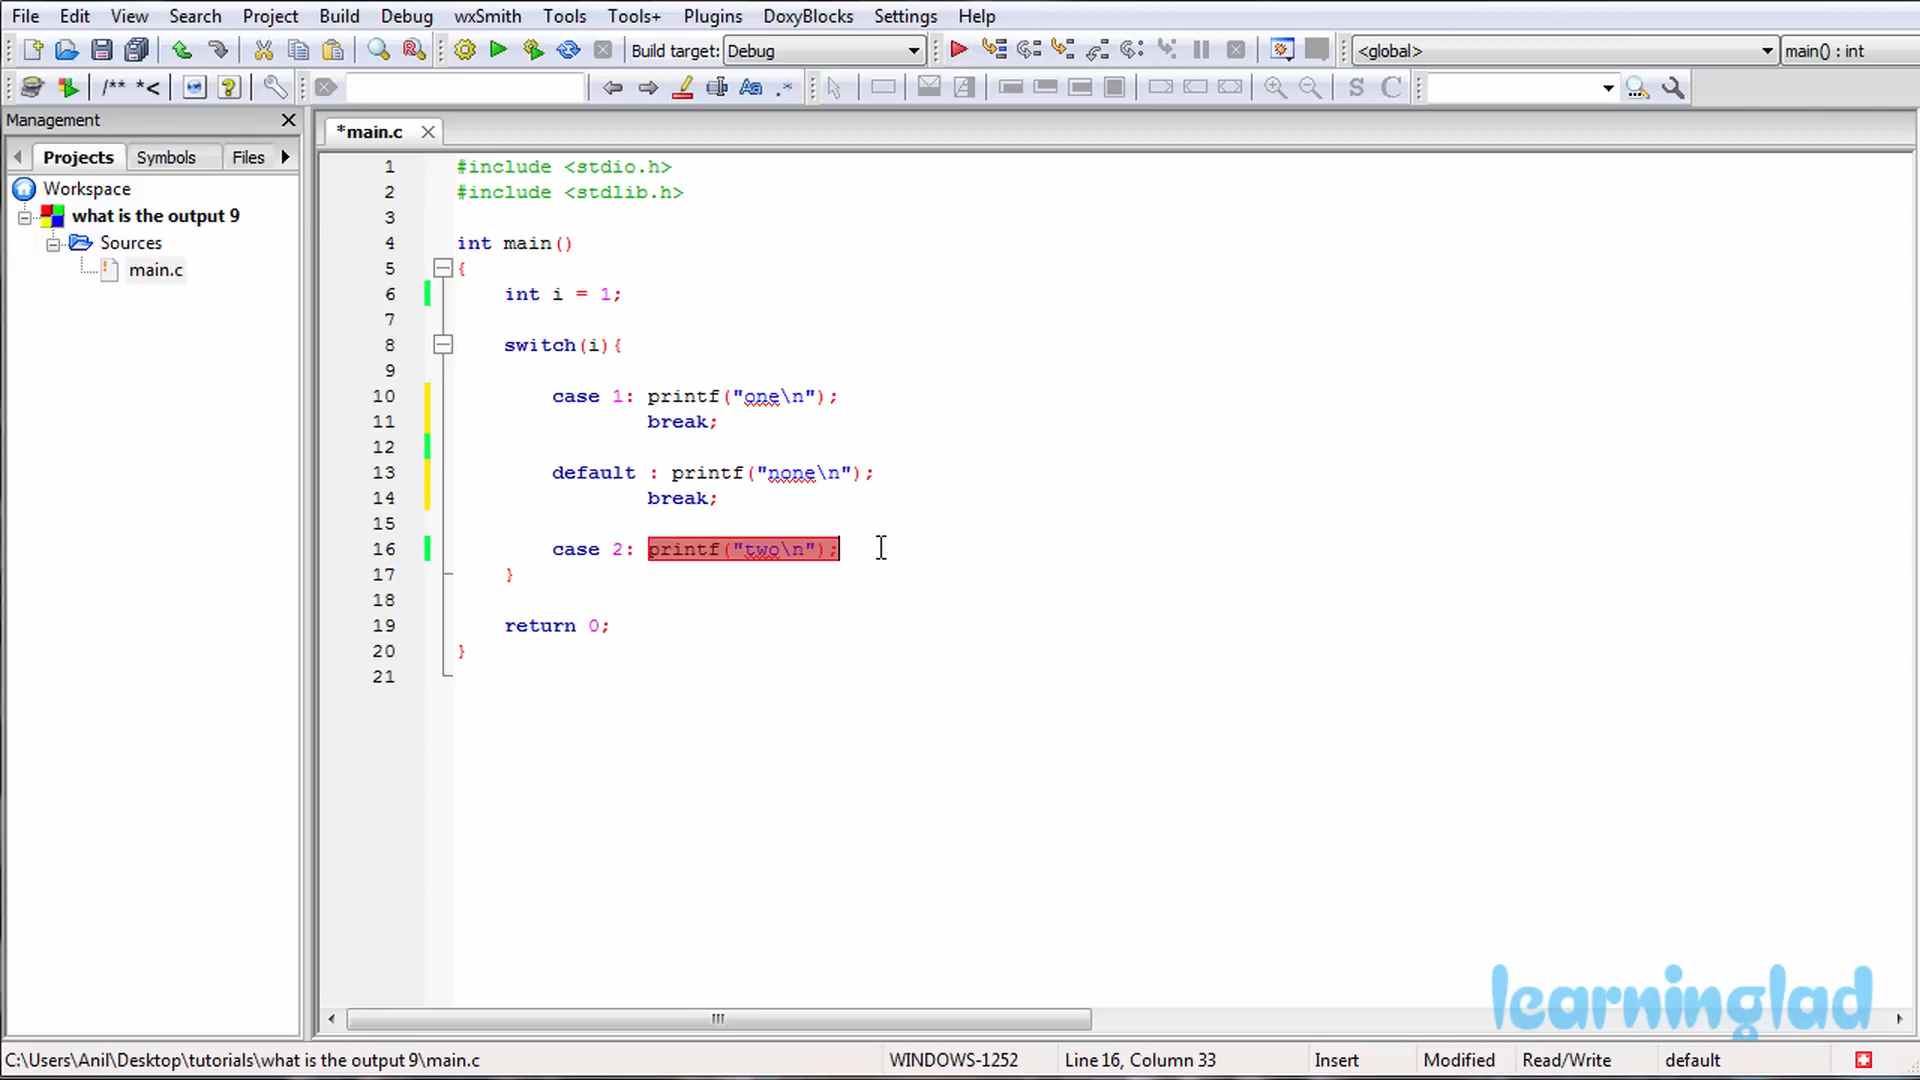 File Edit View Search Project Build Debug wxSmith Tools Tools+ Plugins DoxyBlocks Settings Help
Build target: Debug <global> main() : int
/** *<
Management
*main.c
Projects Symbols Files
Workspace
what is the output 9
Sources
main.c
1 #include <stdio.h>
2 #include <stdlib.h>
3
4 int main()
5 {
6 int i = 1;
7
8 switch(i){
9
10 case 1: printf("one\n");
11 break;
12
13 default : printf("none\n");
14 break;
15
16 case 2: printf("two\n");
17 }
18
19 return 0;
20 }
21
learninglad
C:\Users\Anil\Desktop\tutorials\what is the output 9\main.c WINDOWS-1252 Line 16, Column 33 Insert Modified Read/Write default